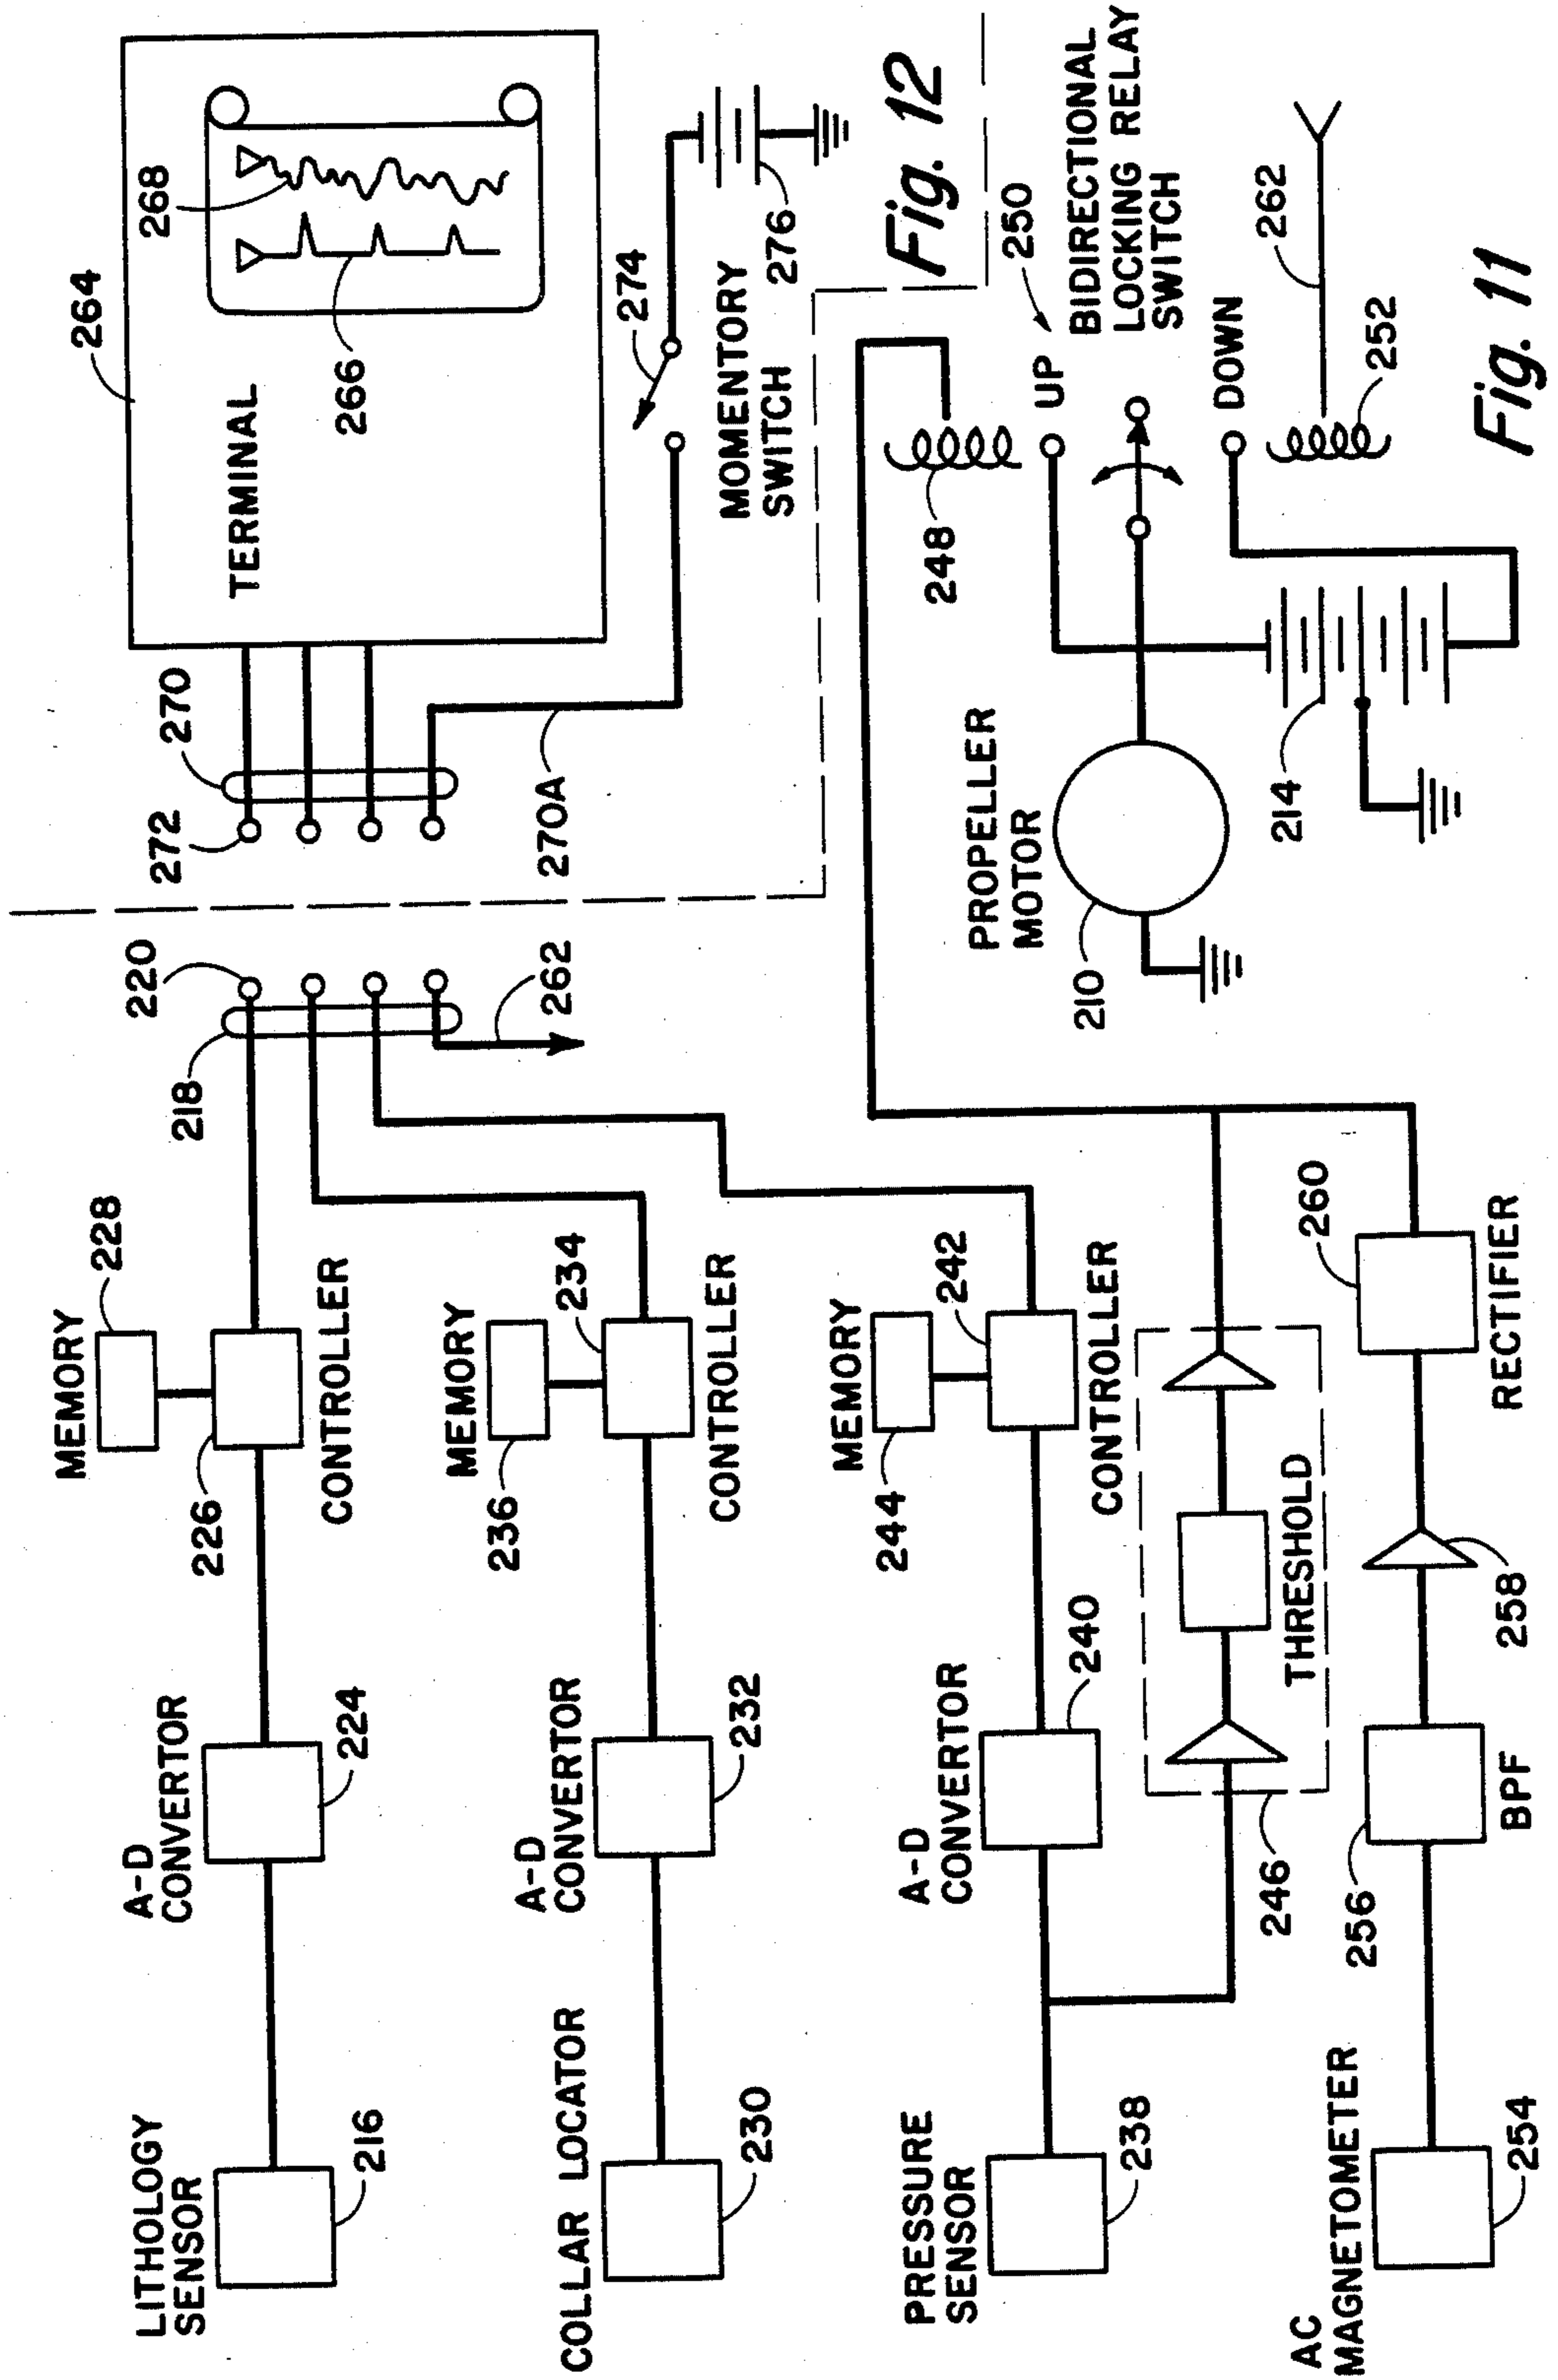 LITHOLOGY
SENSOR
216
A-D
CONVERTOR
224
MEMORY
228
226
CONTROLLER
218
220
262
COLLAR LOCATOR
230
A-D
CONVERTOR
232
MEMORY
236
234
CONTROLLER
PRESSURE
SENSOR
238
A-D
CONVERTOR
240
MEMORY
244
242
CONTROLLER
THRESHOLD
246
AC
MAGNETOMETER
254
256
BPF
258
260
RECTIFIER
PROPELLER
MOTOR
210
214
248
UP
250
BIDIRECTIONAL
LOCKING RELAY
SWITCH
DOWN
252
262
Fig. 11
272
270
270A
TERMINAL
264
266
268
274
MOMENTORY
SWITCH
276
Fig. 12